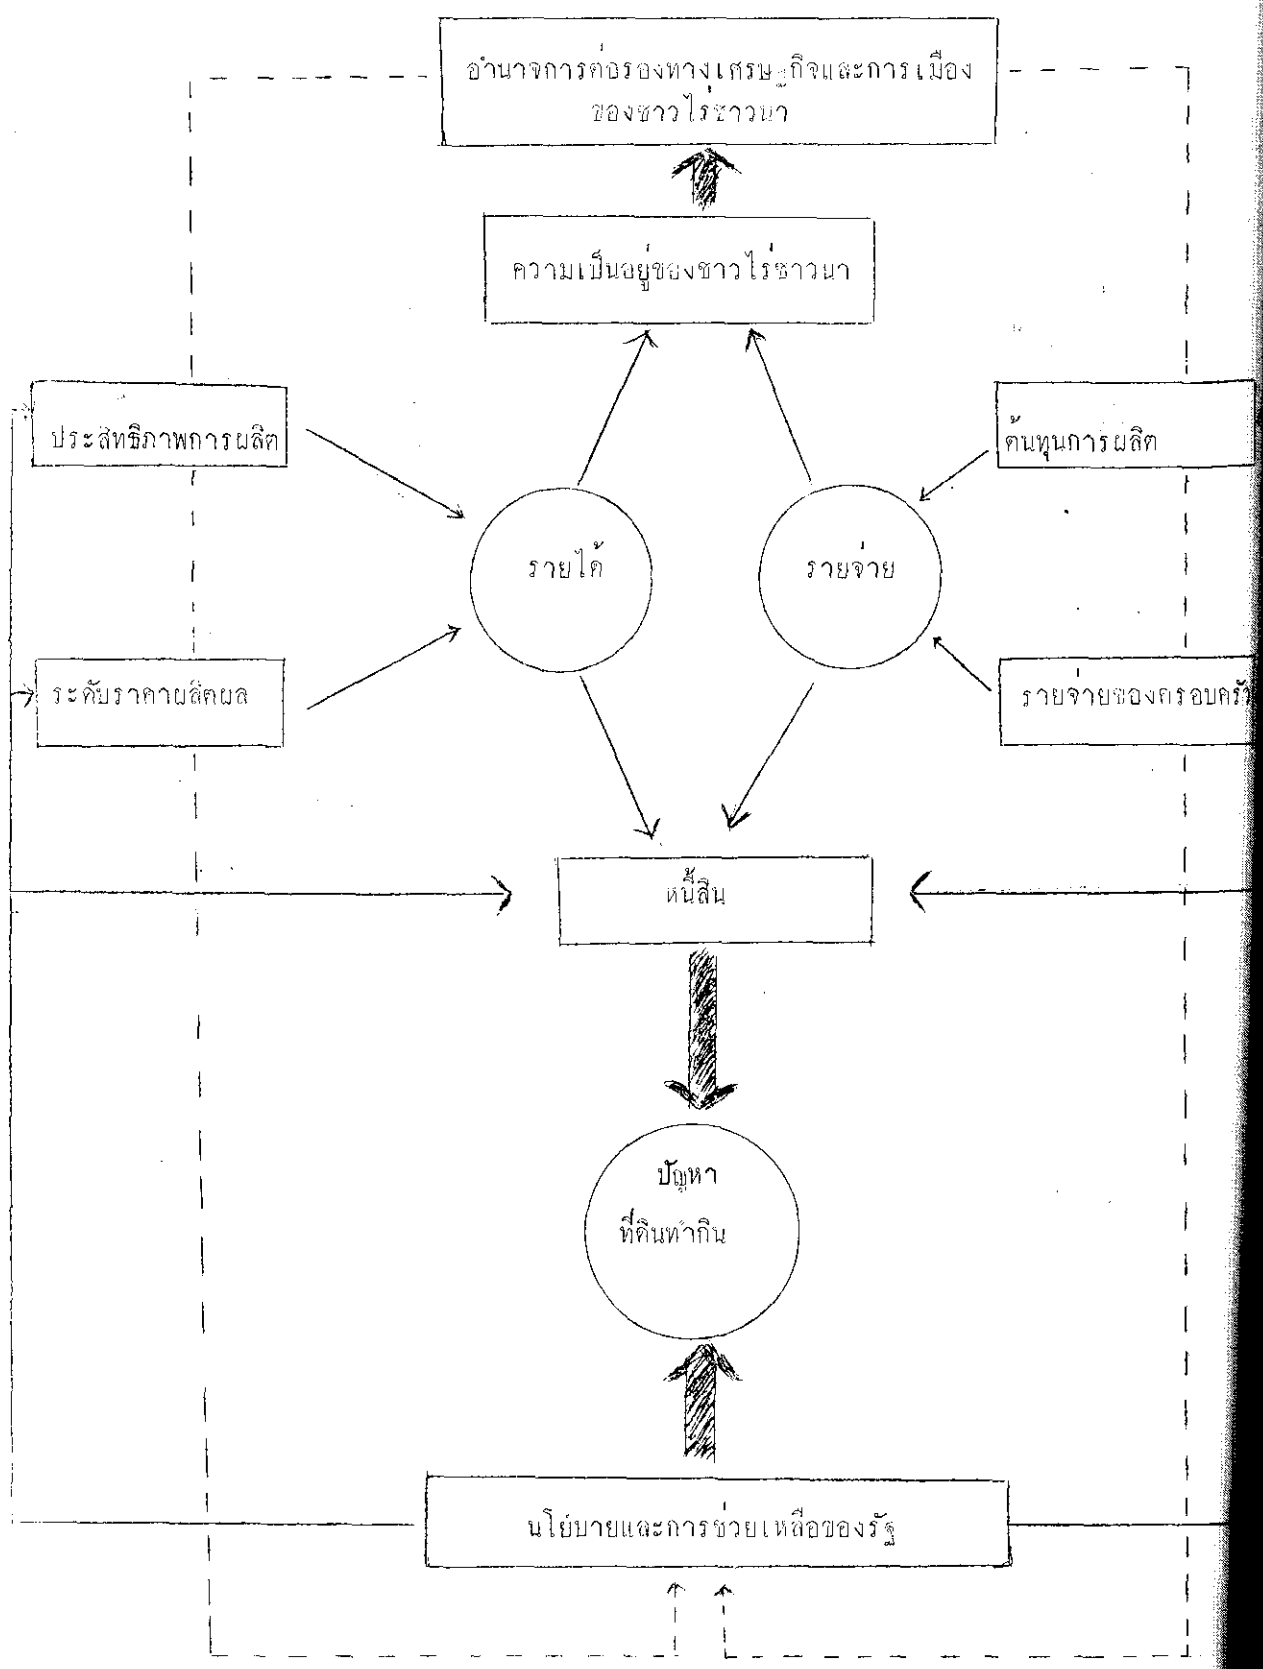 อำนาจการต่อรองทางเศรษฐกิจและการเมือง
ของชาวไร่ชาวนา
ความเป็นอยู่ของชาวไร่ชาวนา
ประสิทธิภาพการผลิต
ต้นทุนการผลิต
รายได้
รายจ่าย
ระดับราคาผลิตผล
รายจ่ายของครอบครัว
หนี้สิน
ปัญหา
ที่ดินทำกิน
นโยบายและการช่วยเหลือของรัฐ